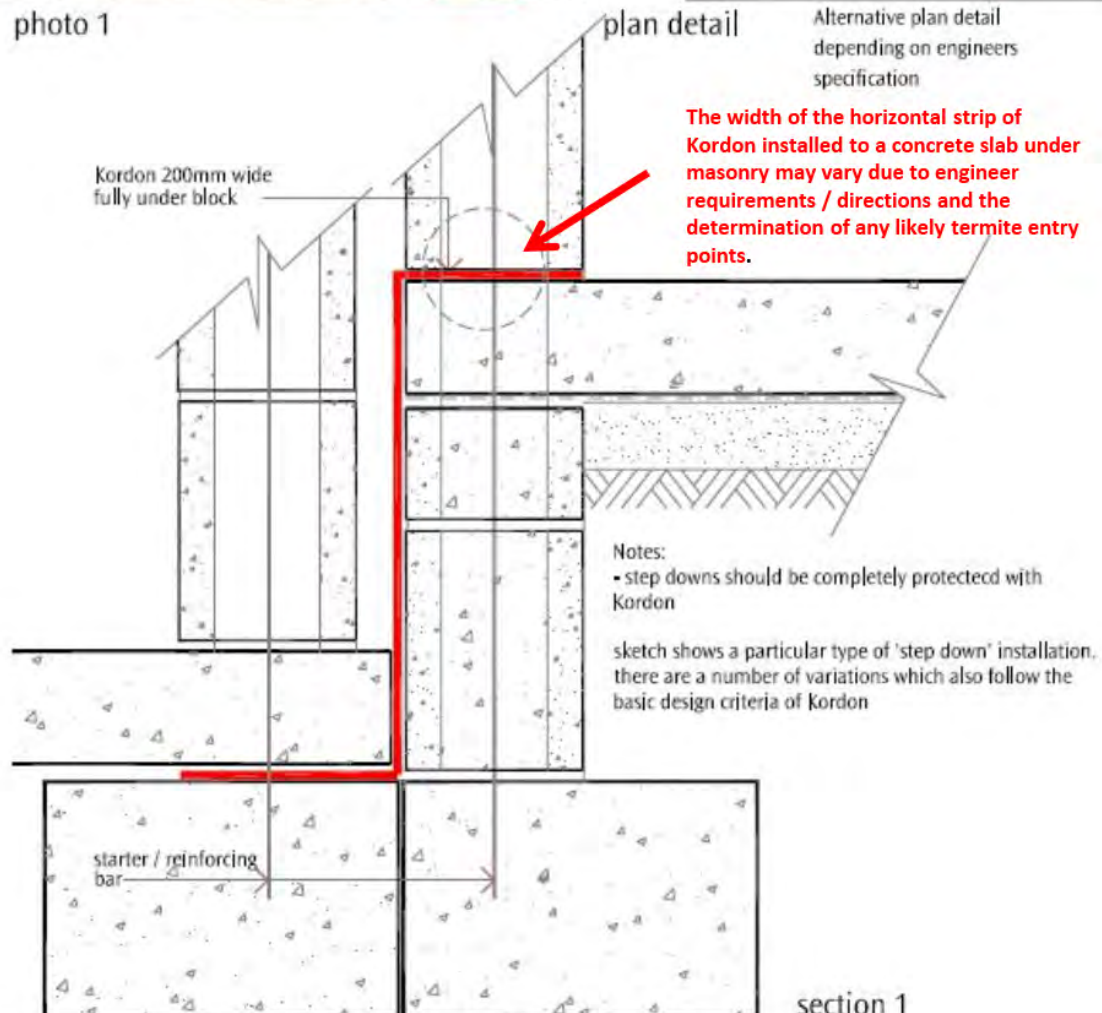 photo 1
plan detail
Alternative plan detail
depending on engineers
specification
The width of the horizontal strip of
Kordon installed to a concrete slab under
masonry may vary due to engineer
requirements / directions and the
determination of any likely termite entry
points.
Kordon 200mm wide
fully under block
Notes:
- step downs should be completely protectecd with
Kordon
sketch shows a particular type of 'step down' installation.
there are a number of variations which also follow the
basic design criteria of Kordon
starter / reinforcing
bar
section 1